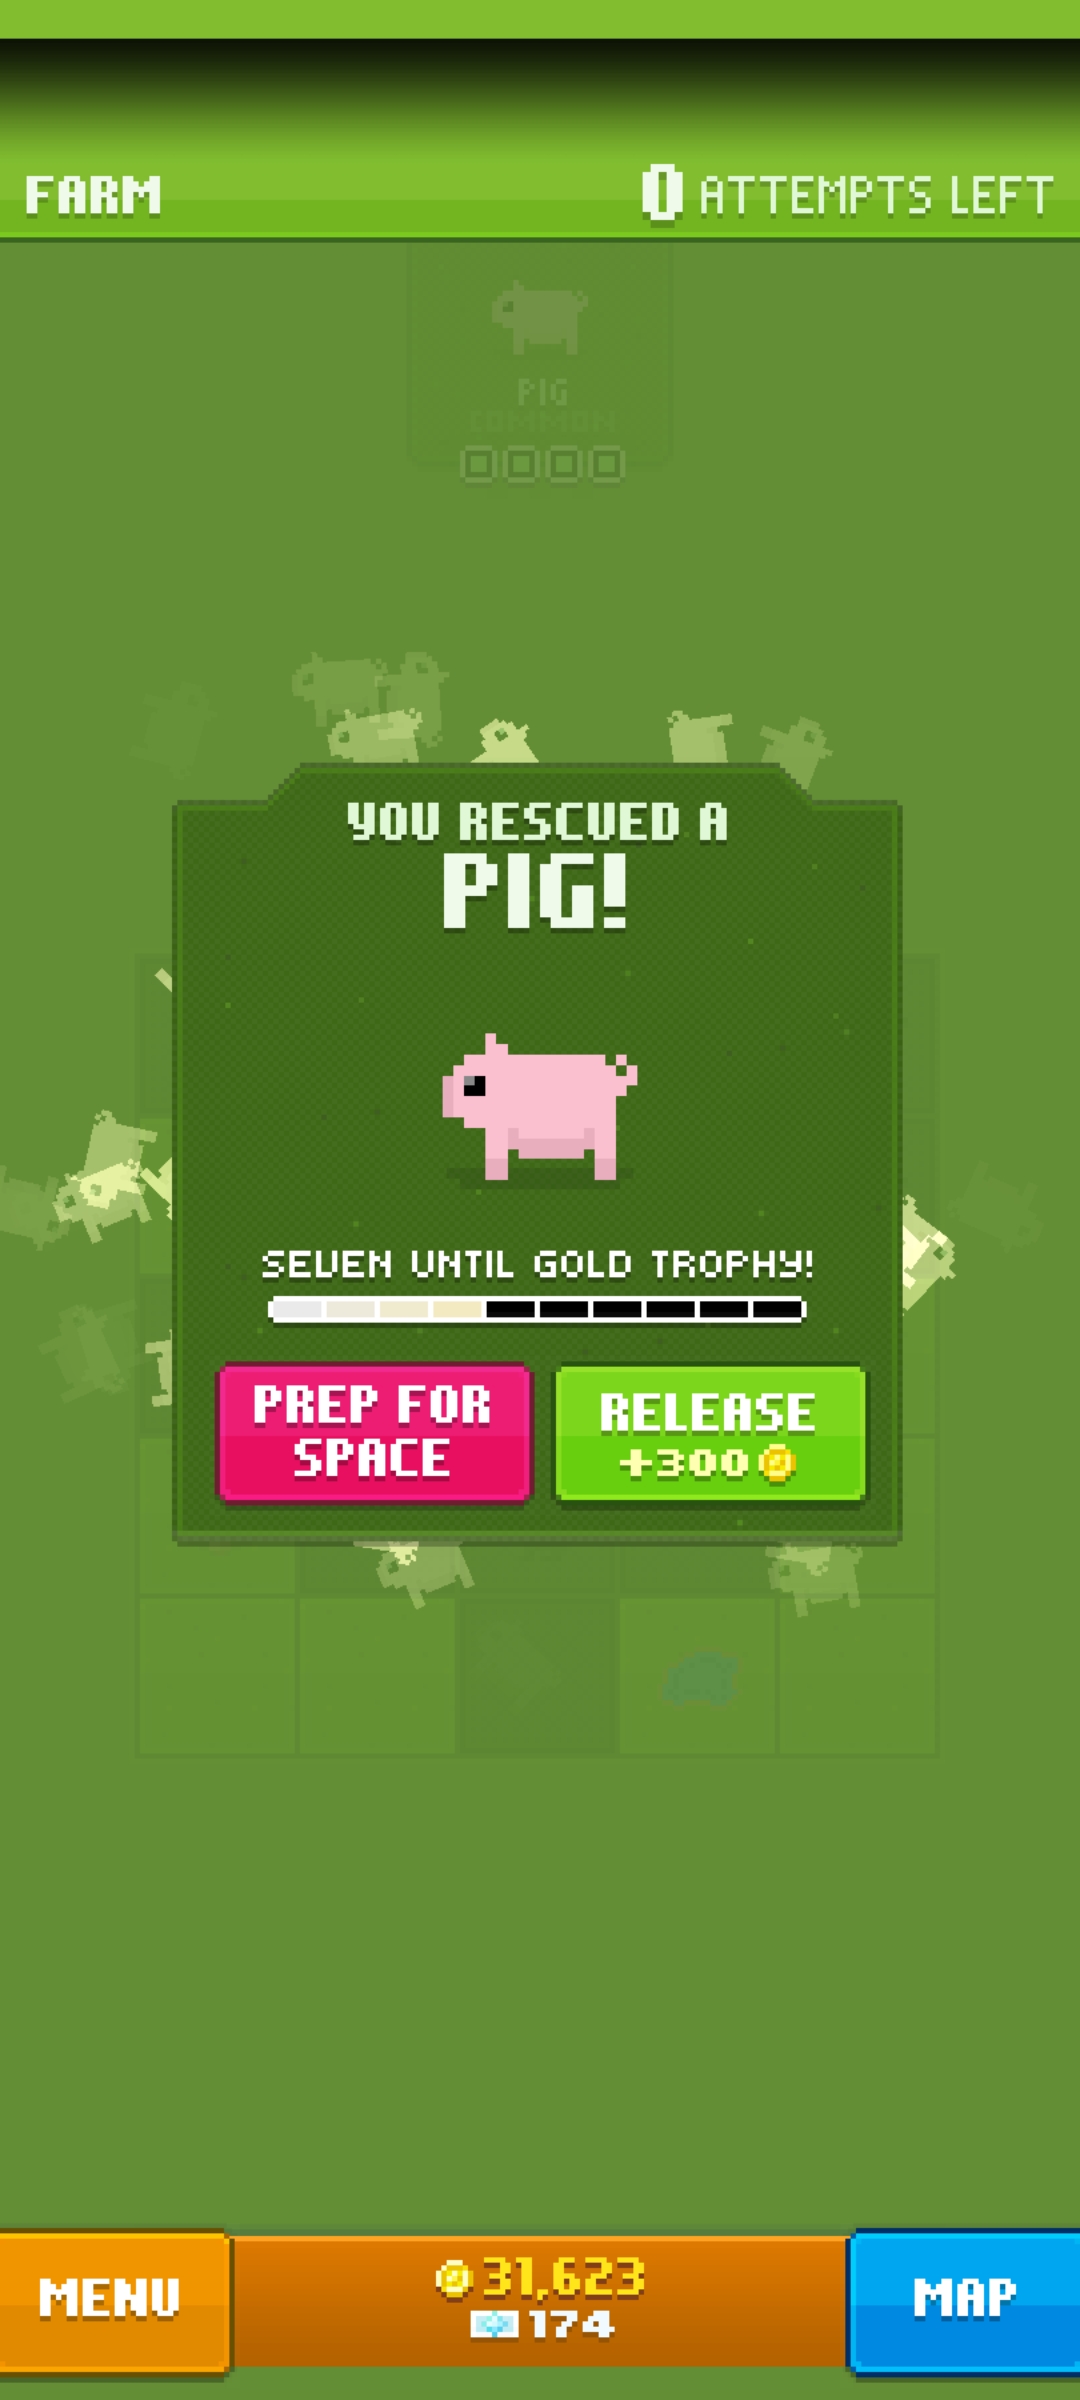 FARM
0 ATTEMPTS LEFT
PIG
COMMON
YOU RESCUED A
PIG!
SEVEN UNTIL GOLD TROPHY!
PREP FOR
SPACE
RELEASE
+300
MENU
31,623
174
MAP